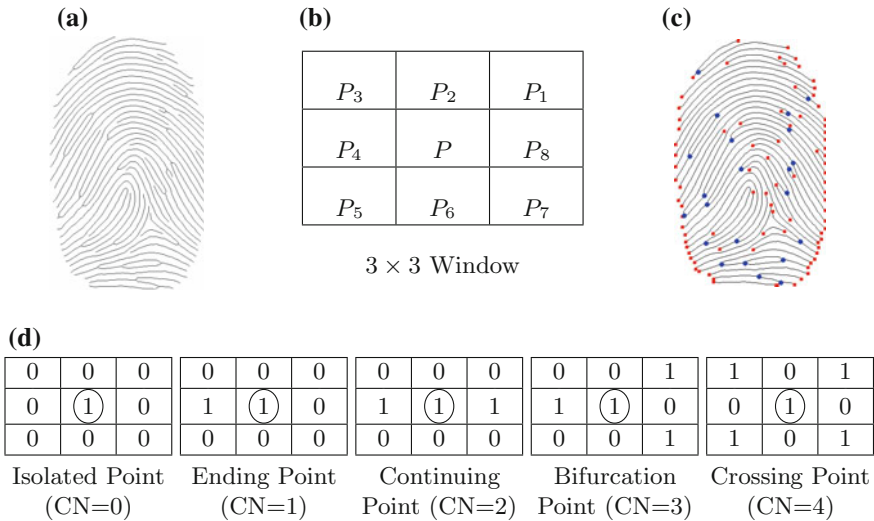 (a) (b) (c)
P₃ P₂ P₁
P₄ P P₈
P₅ P₆ P₇
3 × 3 Window
(d)
0 0 0 0 0 0 0 0 0 0 0 1 1 0 1
0 1 0 1 1 0 1 1 1 1 1 0 0 1 0
0 0 0 0 0 0 0 0 0 0 0 1 1 0 1
Isolated Point Ending Point Continuing Bifurcation Crossing Point
(CN=0) (CN=1) Point (CN=2) Point (CN=3) (CN=4)